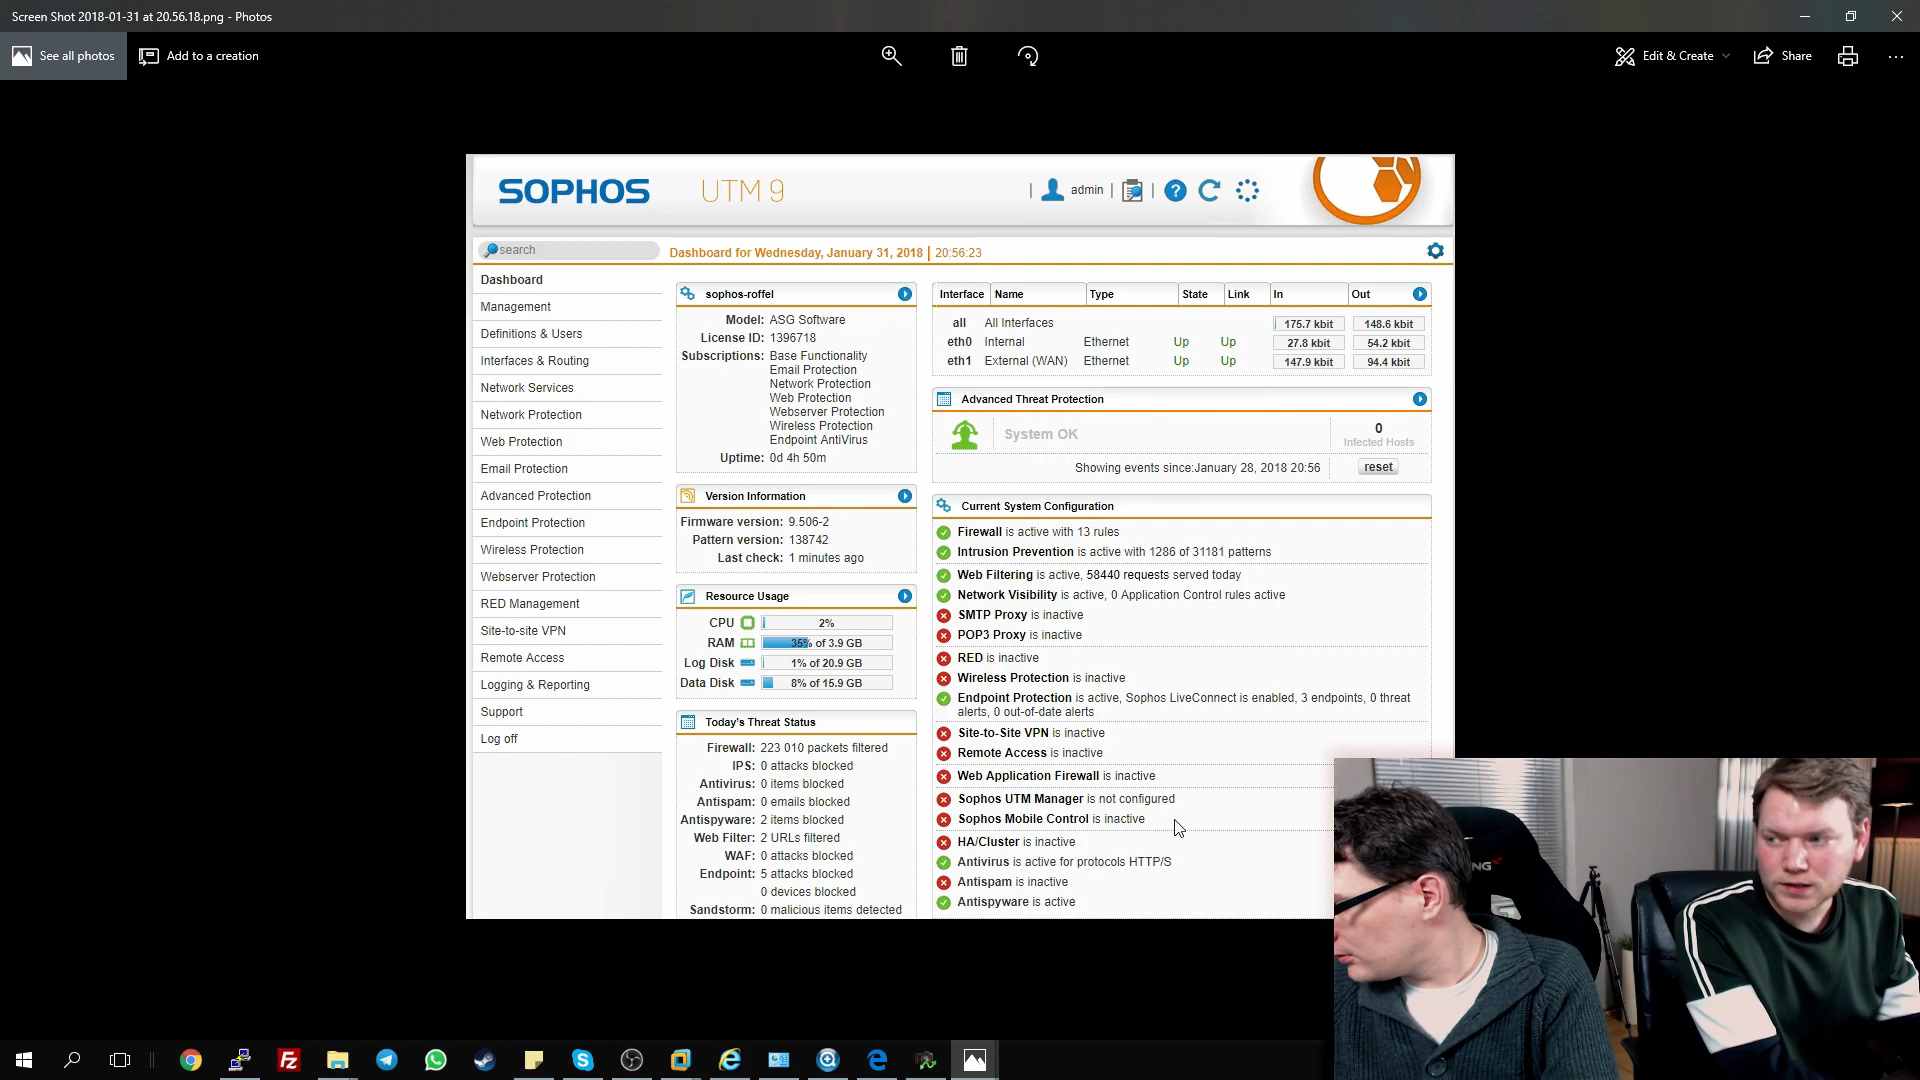 Screen Shot 2018-01-31 at 20.56.18.png - Photos
See all photos
Add to a creation
Edit & Create
Share
SOPHOS
UTM 9
admin
search
Dashboard for Wednesday, January 31, 2018 | 20:56:23
Dashboard
Management
Definitions & Users
Interfaces & Routing
Network Services
Network Protection
Web Protection
Email Protection
Advanced Protection
Endpoint Protection
Wireless Protection
Webserver Protection
RED Management
Site-to-site VPN
Remote Access
Logging & Reporting
Support
Log off
sophos-roffel
Model: ASG Software
License ID: 1396718
Subscriptions: Base Functionality
Email Protection
Network Protection
Web Protection
Webserver Protection
Wireless Protection
Endpoint AntiVirus
Uptime: 0d 4h 50m
Version Information
Firmware version: 9.506-2
Pattern version: 138742
Last check: 1 minutes ago
Resource Usage
CPU 2%
RAM 35% of 3.9 GB
Log Disk 1% of 20.9 GB
Data Disk 8% of 15.9 GB
Today's Threat Status
Firewall: 223 010 packets filtered
IPS: 0 attacks blocked
Antivirus: 0 items blocked
Antispam: 0 emails blocked
Antispyware: 2 items blocked
Web Filter: 2 URLs filtered
WAF: 0 attacks blocked
Endpoint: 5 attacks blocked
0 devices blocked
Sandstorm: 0 malicious items detected
Interface Name Type State Link In Out
all All Interfaces 175.7 kbit 148.6 kbit
eth0 Internal Ethernet Up Up 27.8 kbit 54.2 kbit
eth1 External (WAN) Ethernet Up Up 147.9 kbit 94.4 kbit
Advanced Threat Protection
System OK
0
Infected Hosts
Showing events since:January 28, 2018 20:56
reset
Current System Configuration
Firewall is active with 13 rules
Intrusion Prevention is active with 1286 of 31181 patterns
Web Filtering is active, 58440 requests served today
Network Visibility is active, 0 Application Control rules active
SMTP Proxy is inactive
POP3 Proxy is inactive
RED is inactive
Wireless Protection is inactive
Endpoint Protection is active, Sophos LiveConnect is enabled, 3 endpoints, 0 threat
alerts, 0 out-of-date alerts
Site-to-Site VPN is inactive
Remote Access is inactive
Web Application Firewall is inactive
Sophos UTM Manager is not configured
Sophos Mobile Control is inactive
HA/Cluster is inactive
Antivirus is active for protocols HTTP/S
Antispam is inactive
Antispyware is active